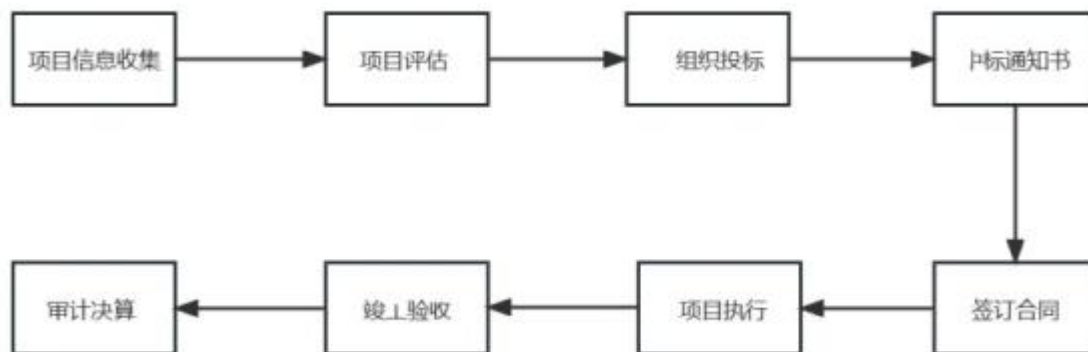 项目信息收集
项目评估
组织投标
中标通知书
签订合同
项目执行
竣工验收
审计决算